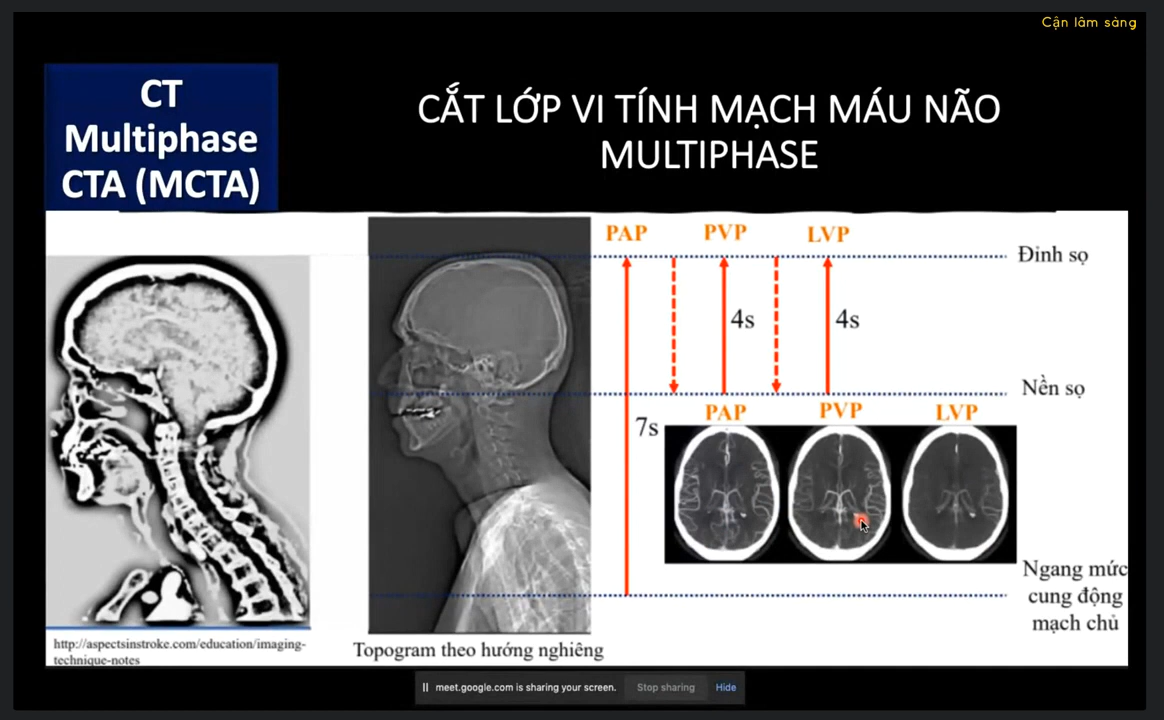 Cận lâm sàng
CT
Multiphase
CTA (MCTA)
CẮT LỚP VI TÍNH MẠCH MÁU NÃO
MULTIPHASE
PAP
PVP
LVP
Đỉnh sọ
4s
4s
Nền sọ
PAP
PVP
LVP
7s
Ngang mức
cung động
mạch chủ
http://aspectsinstroke.com/education/imaging-
technique-notes
Topogram theo hướng nghiêng
meet.google.com is sharing your screen.
Stop sharing
Hide